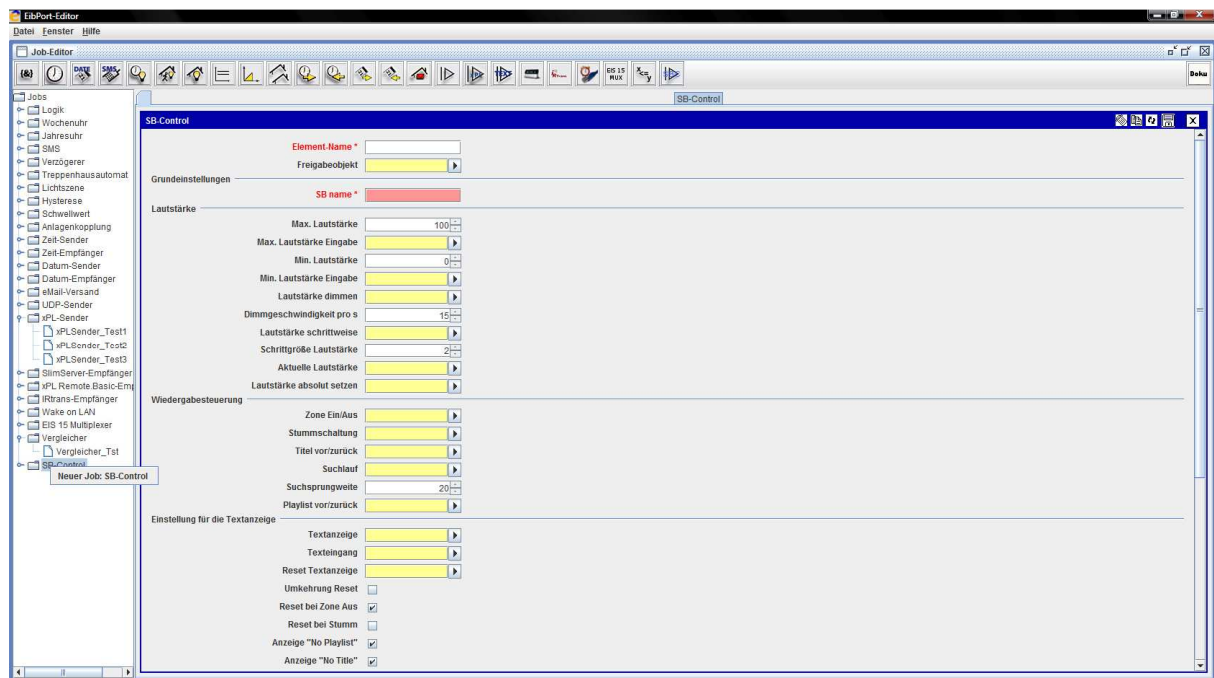 EibPort-Editor
Datei Fenster Hilfe
Job-Editor
{&} DATE SMS TEXT EIS 15 MUX x<=y Doku
Jobs
Logik
Wochenuhr
Jahresuhr
SMS
Verzögerer
Treppenhausautomat
Lichtszene
Hysterese
Schwellwert
Anlagenkopplung
Zeit-Sender
Zeit-Empfänger
Datum-Sender
Datum-Empfänger
eMail-Versand
UDP-Sender
xPL-Sender
xPLSender_Test1
xPLSender_Test2
xPLSender_Test3
SlimServer-Empfänger
xPL Remote.Basic-Emp
IRtrans-Empfänger
Wake on LAN
EIS 15 Multiplexer
Vergleicher
Vergleicher_Tst
SB-Control
Neuer Job: SB-Control
SB-Control
SB-Control
Element-Name *
Freigabeobjekt
Grundeinstellungen
SB name *
Lautstärke
Max. Lautstärke 100
Max. Lautstärke Eingabe
Min. Lautstärke 0
Min. Lautstärke Eingabe
Lautstärke dimmen
Dimmgeschwindigkeit pro s 15
Lautstärke schrittweise
Schrittgröße Lautstärke 2
Aktuelle Lautstärke
Lautstärke absolut setzen
Wiedergabesteuerung
Zone Ein/Aus
Stummschaltung
Titel vor/zurück
Suchlauf
Suchsprungweite 20
Playlist vor/zurück
Einstellung für die Textanzeige
Textanzeige
Texteingang
Reset Textanzeige
Umkehrung Reset
Reset bei Zone Aus
Reset bei Stumm
Anzeige "No Playlist"
Anzeige "No Title"